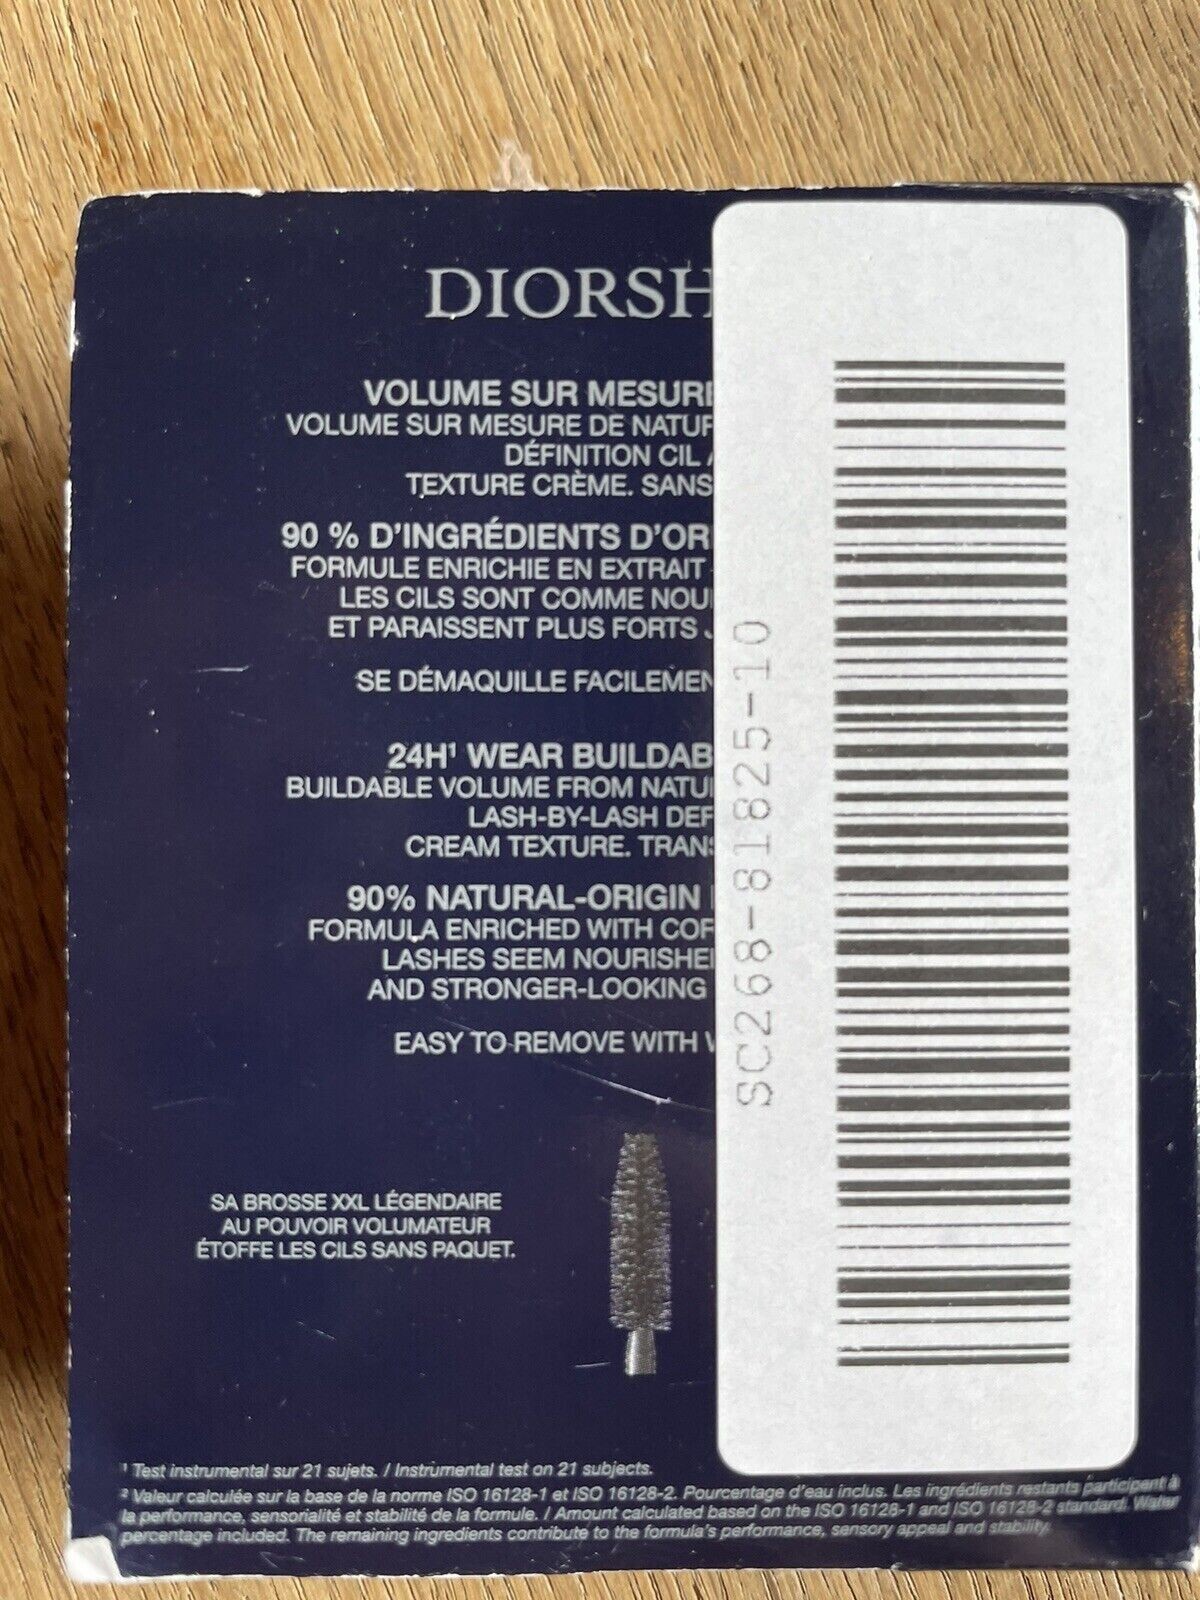 DIORSH
VOLUME SUR MESURE
VOLUME SUR MESURE DE NATUR
DÉFINITION CIL
TEXTURE CRÈME. SANS
90 % D'INGRÉDIENTS D'ORI
FORMULE ENRICHIE EN EXTRAIT
LES CILS SONT COMME NOU
ET PARAISSENT PLUS FORTS J
SE DÉMAQUILLE FACILEMEN
24H¹ WEAR BUILDAB
BUILDABLE VOLUME FROM NATU
LASH-BY-LASH DEF
CREAM TEXTURE. TRANS
90% NATURAL-ORIGIN
FORMULA ENRICHED WITH COR
LASHES SEEM NOURISHE
AND STRONGER-LOOKING
EASY TO REMOVE WITH W
SA BROSSE XXL LÉGENDAIRE
AU POUVOIR VOLUMATEUR
ÉTOFFE LES CILS SANS PAQUET.
SC268-81825-10
¹ Test instrumental sur 21 sujets. / Instrumental test on 21 subjects.
² Valeur calculée sur la base de la norme ISO 16128-1 et ISO 16128-2. Pourcentage d'eau inclus. Les ingrédients restants participent à
la performance, sensorialité et stabilité de la formule. / Amount calculated based on the ISO 16128-1 and ISO 16128-2 standard. Water
percentage included. The remaining ingredients contribute to the formula's performance, sensory appeal and stability.